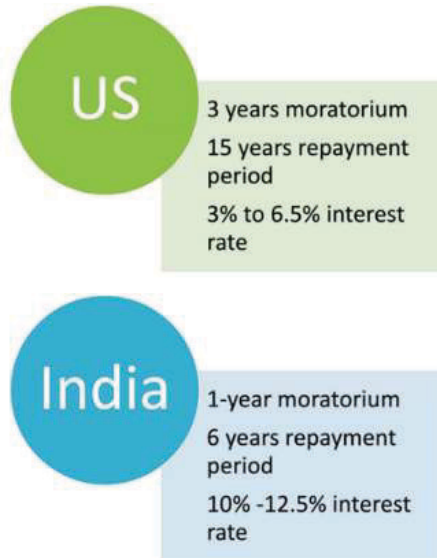 US
3 years moratorium
15 years repayment
period
3% to 6.5% interest
rate
India
1-year moratorium
6 years repayment
period
10% -12.5% interest
rate